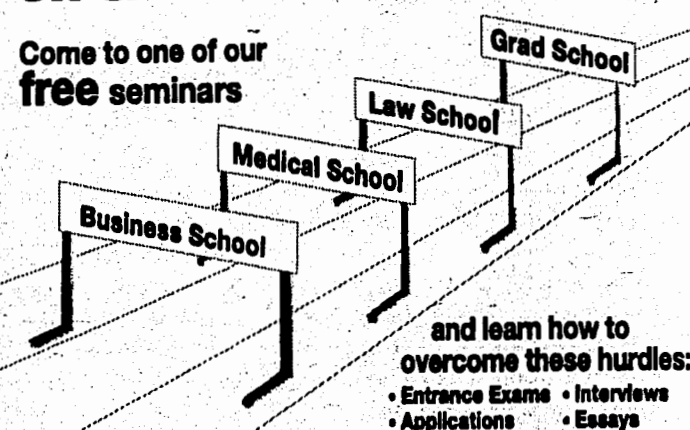 Come to one of our
free seminars
Grad School
Law School
Medical School
Business School
and learn how to
overcome these hurdles:
• Entrance Exams • Interviews
• Applications • Essays